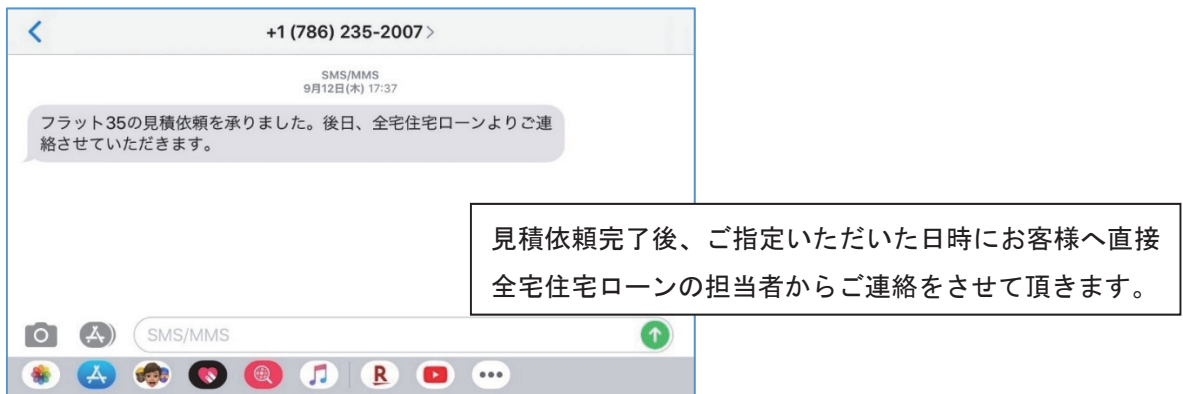 +1 (786) 235-2007
SMS/MMS
9月12日(木) 17:37
フラット35の見積依頼を承りました。後日、全宅住宅ローンよりご連
絡させていただきます。
見積依頼完了後、ご指定いただいた日時にお客様へ直接
全宅住宅ローンの担当者からご連絡をさせて頂きます。
SMS/MMS
R